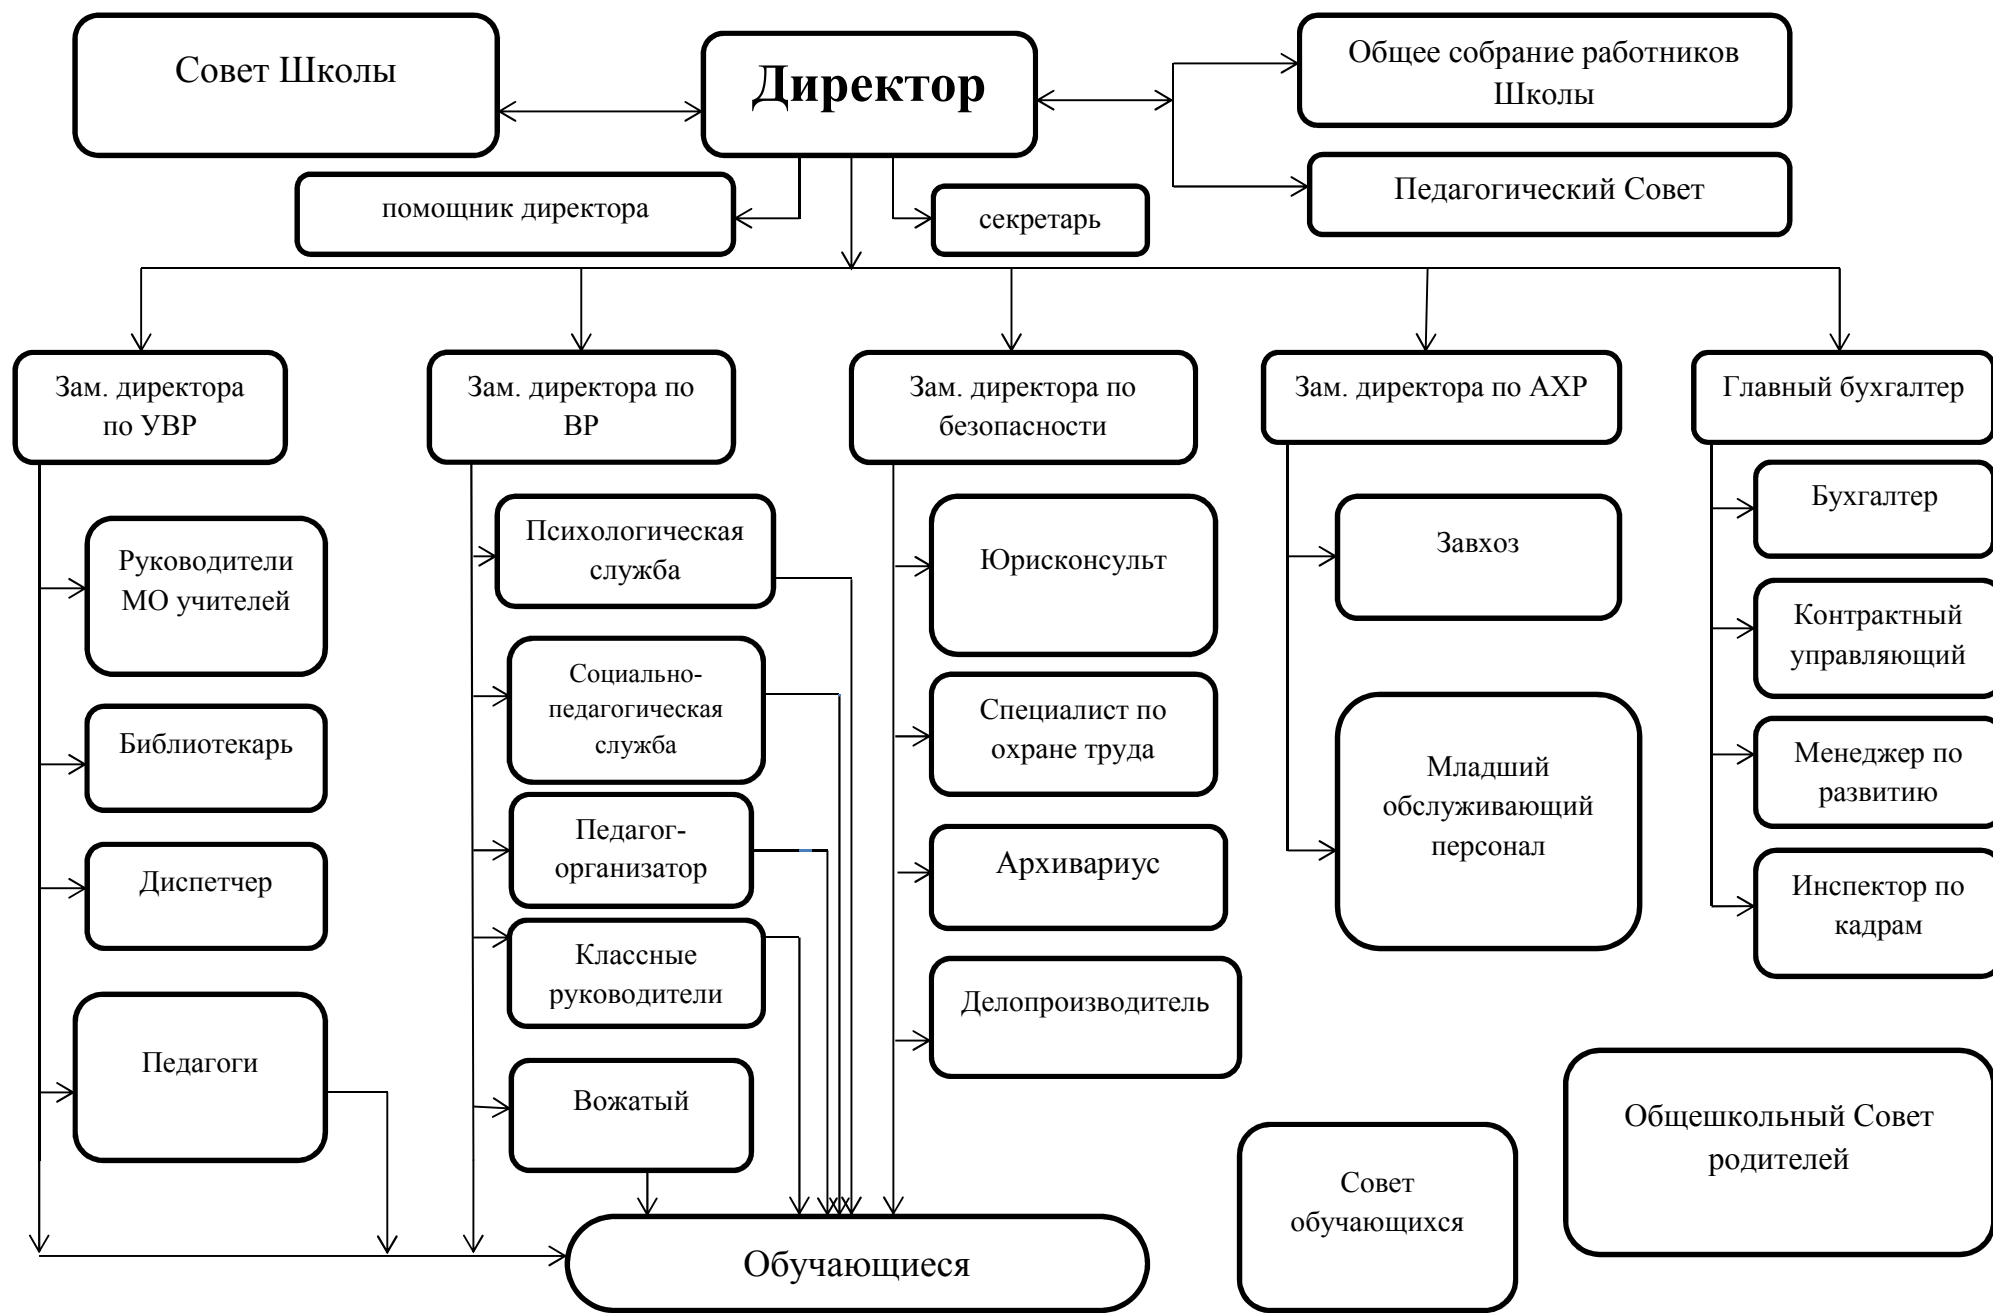 Совет Школы
Директор
Общее собрание работников
Школы
Педагогический Совет
помощник директора
секретарь
Зам. директора
по УВР
Зам. директора по
ВР
Зам. директора по
безопасности
Зам. директора по АХР
Главный бухгалтер
Руководители
МО учителей
Библиотекарь
Диспетчер
Педагоги
Психологическая
служба
Социально-
педагогическая
служба
Педагог-
организатор
Классные
руководители
Вожатый
Юрисконсульт
Специалист по
охране труда
Архивариус
Делопроизводитель
Завхоз
Младший
обслуживающий
персонал
Бухгалтер
Контрактный
управляющий
Менеджер по
развитию
Инспектор по
кадрам
Общешкольный Совет
родителей
Совет
обучающихся
Обучающиеся